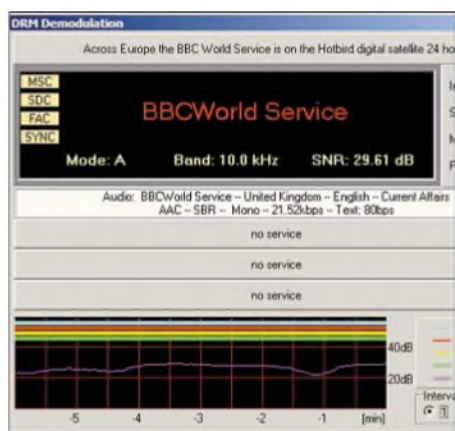 DRM Demodulation
Across Europe the BBC World Service is on the Hotbird digital satellite 24 ho
MSC
SDC
FAC
SYNC
BBCWorld Service
Mode: A Band: 10.0 kHz SNR: 29.61 dB
Audio: BBCWorld Service -- United Kingdom -- English -- Current Affairs
AAC -- SBR -- Mono -- 21.52kbps -- Text: 80bps
no service
no service
no service
40dB
20dB
-5 -4 -3 -2 -1 [min]
Interva
1